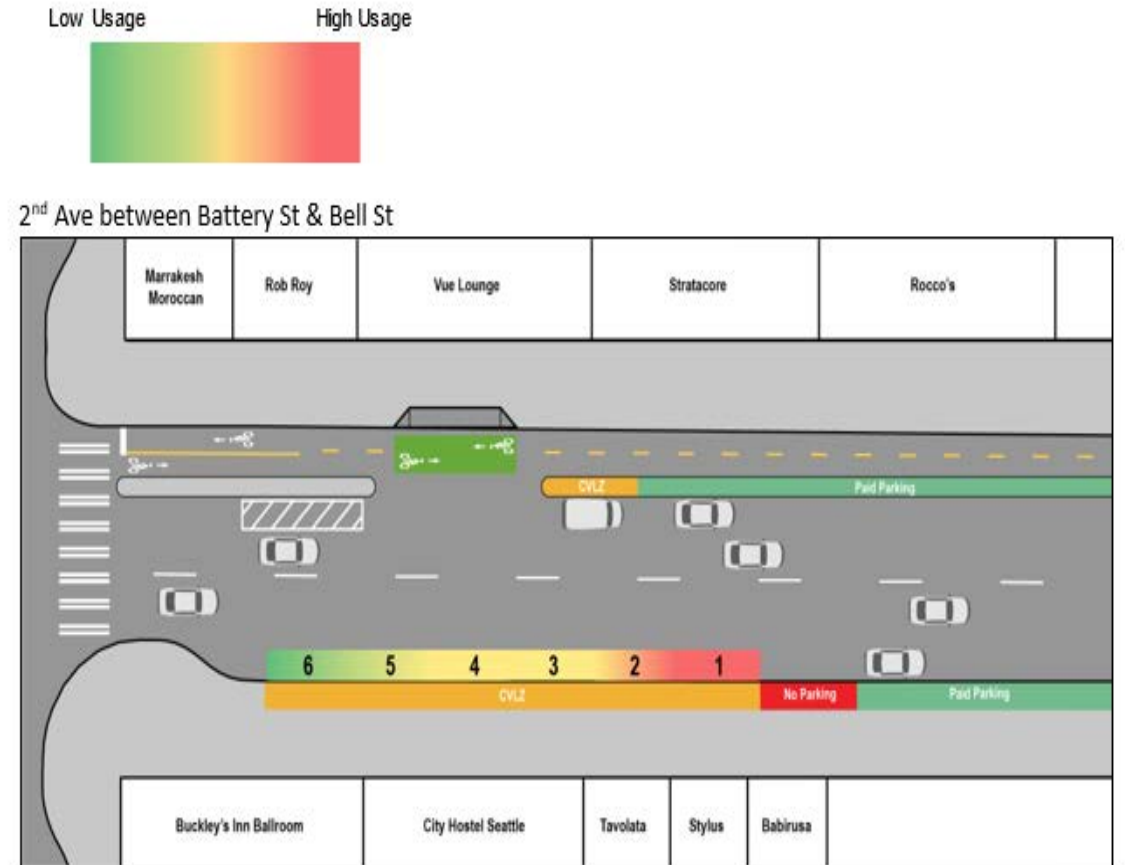 Low Usage High Usage
2nd Ave between Battery St & Bell St
Marrakesh
Moroccan
Rob Roy
Vue Lounge
Stratacore
Rocco's
CVLZ
Paid Parking
6 5 4 3 2 1
CVLZ
No Parking
Paid Parking
Buckley's Inn Ballroom
City Hostel Seattle
Tavolata
Stylus
Babirusa